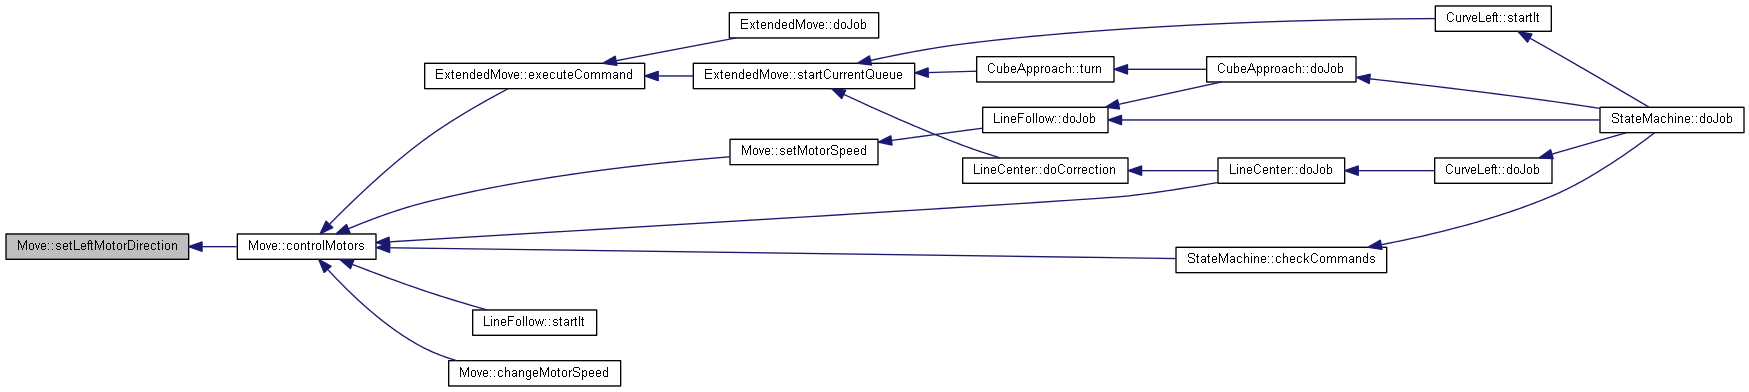 ExtendedMove::doJob
CurveLeft::startIt
ExtendedMove::executeCommand
ExtendedMove::startCurrentQueue
CubeApproach::turn
CubeApproach::doJob
LineFollow::doJob
StateMachine::doJob
Move::setMotorSpeed
LineCenter::doCorrection
LineCenter::doJob
CurveLeft::doJob
Move::setLeftMotorDirection
Move::controlMotors
StateMachine::checkCommands
LineFollow::startIt
Move::changeMotorSpeed